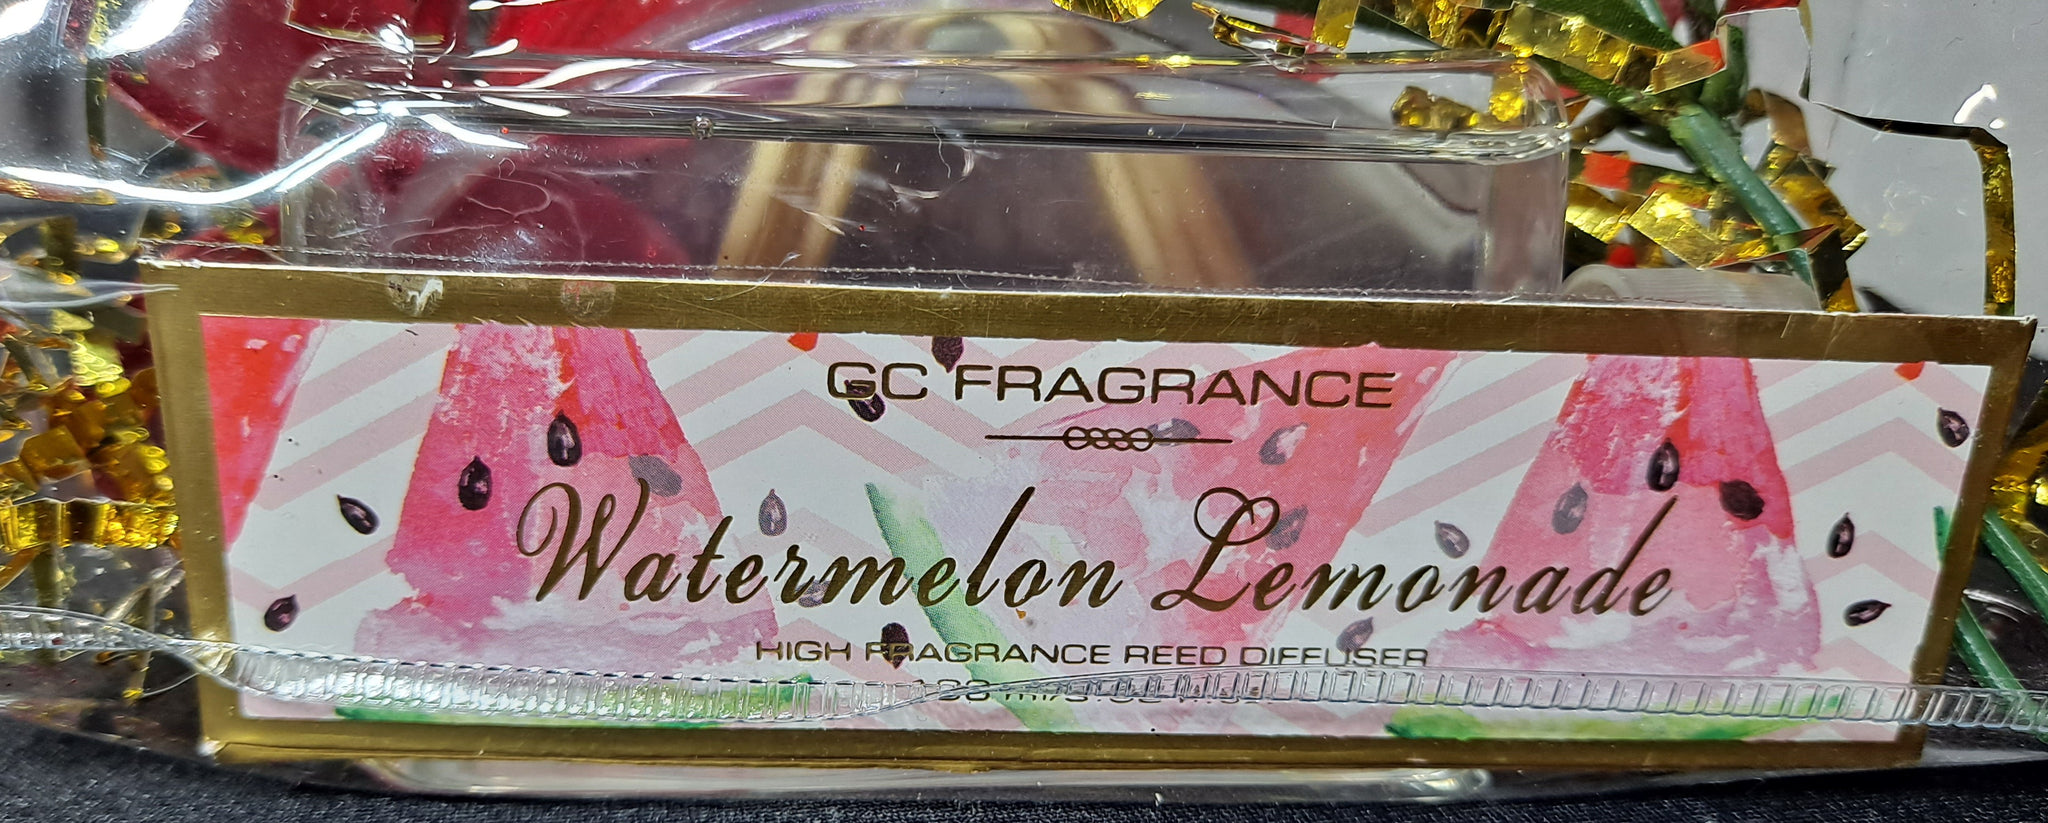 GC FRAGRANCE
Watermelon Lemonade
HIGH FRAGRANCE REED DIFFUSER